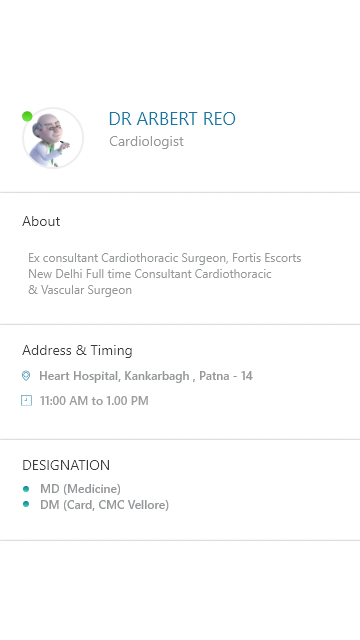 DR ARBERT REO
Cardiologist
About
Ex consultant Cardiothoracic Surgeon, Fortis Escorts
New Delhi Full time Consultant Cardiothoracic
& Vascular Surgeon
Address & Timing
Heart Hospital, Kankarbagh , Patna - 14
11:00 AM to 1.00 PM
DESIGNATION
MD (Medicine)
DM (Card, CMC Vellore)